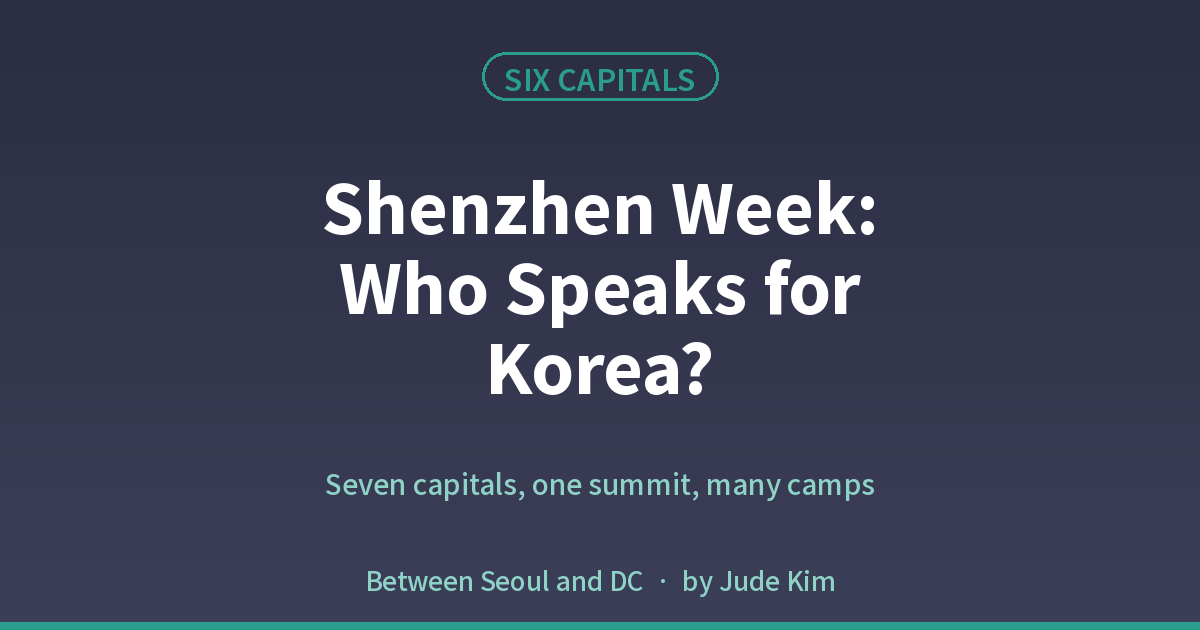 SIX CAPITALS
Shenzhen Week:
Who Speaks for
Korea?
Seven capitals, one summit, many camps
Between Seoul and DC · by Jude Kim